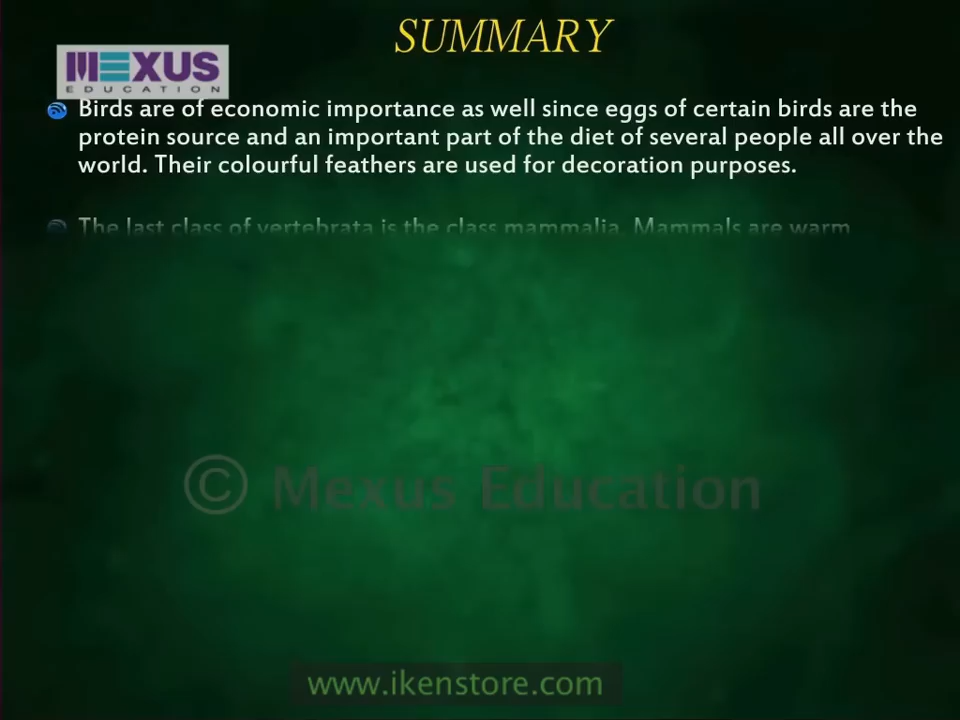 SUMMARY
MEXUS
EDUCATION
Birds are of economic importance as well since eggs of certain birds are the
protein source and an important part of the diet of several people all over the
world. Their colourful feathers are used for decoration purposes.
The last class of vertebrata is the class mammalia. Mammals are warm
© Mexus Education
www.ikenstore.com